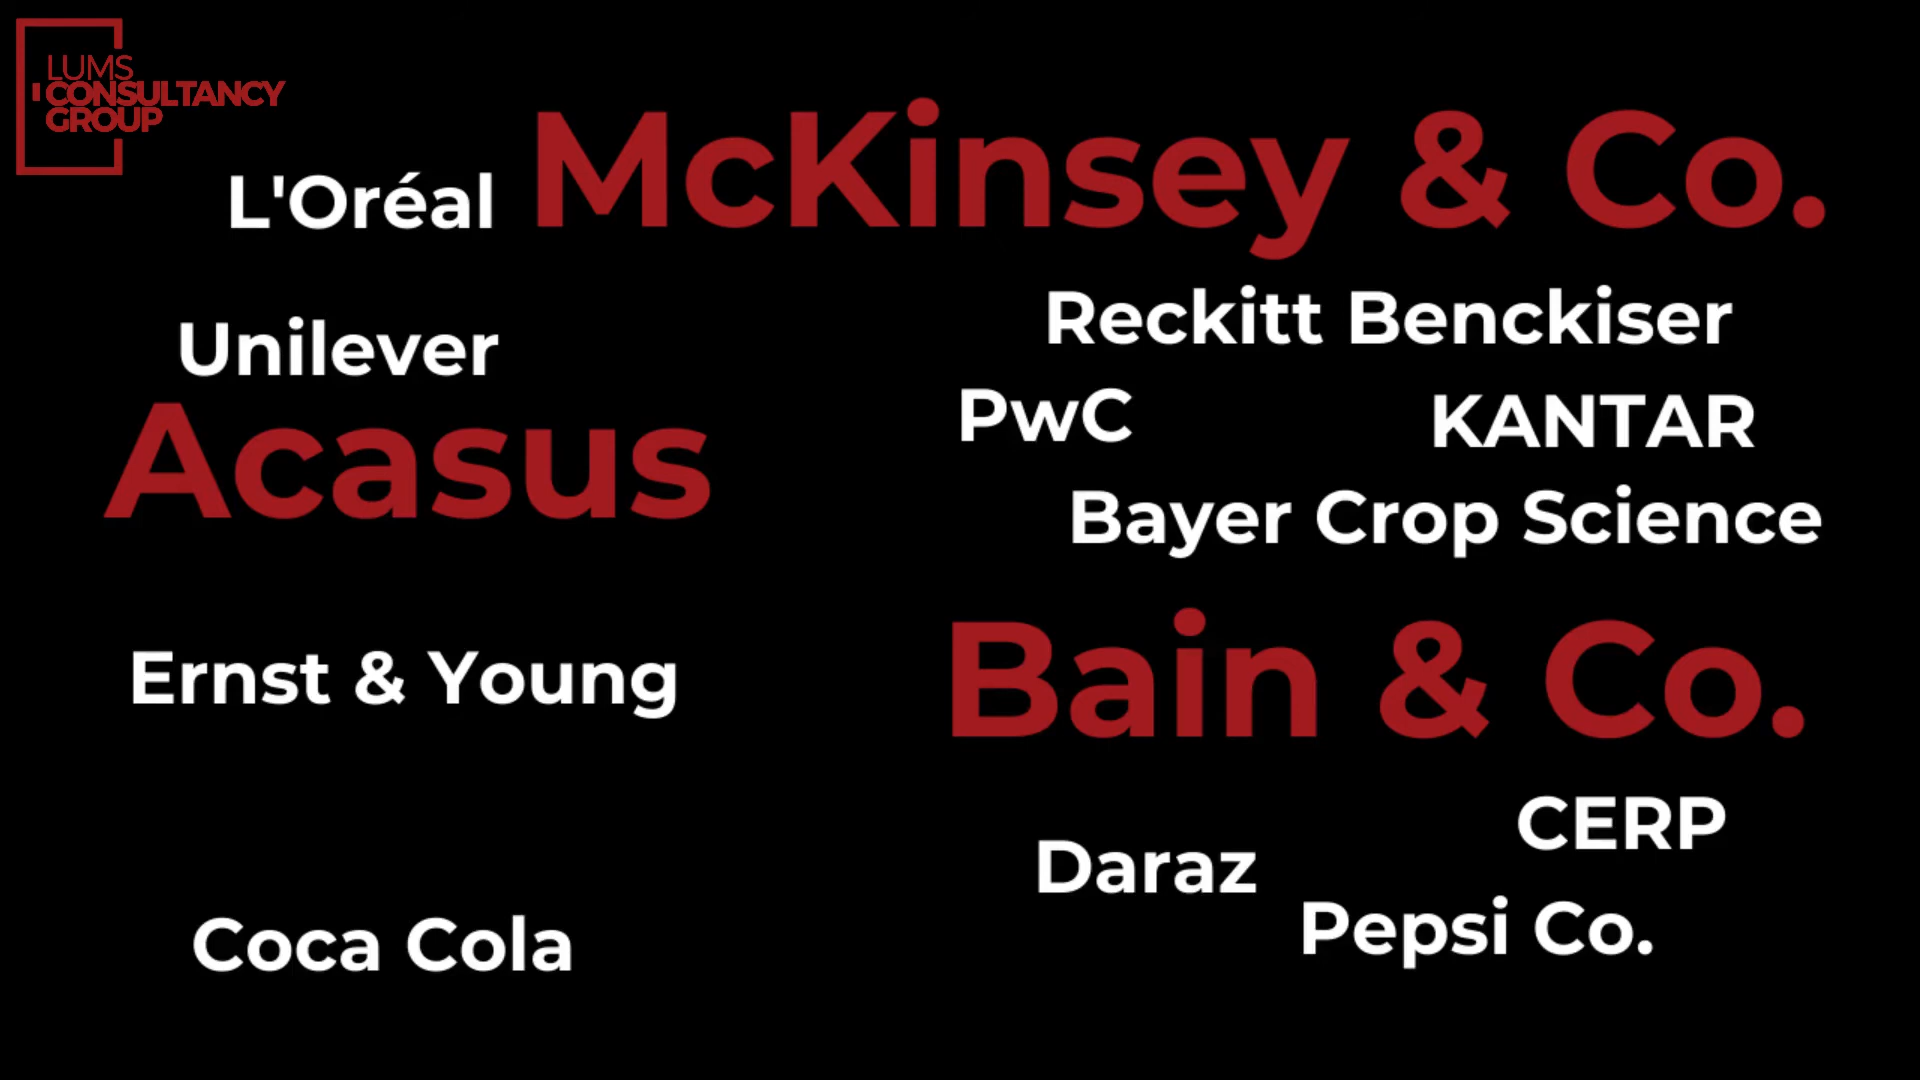 LUMS
CONSULTANCY
GROUP
McKinsey & Co.
L'Oréal
Reckitt Benckiser
Unilever
PwC
KANTAR
Acasus
Bayer Crop Science
Ernst & Young
Bain & Co.
CERP
Daraz
Pepsi Co.
Coca Cola